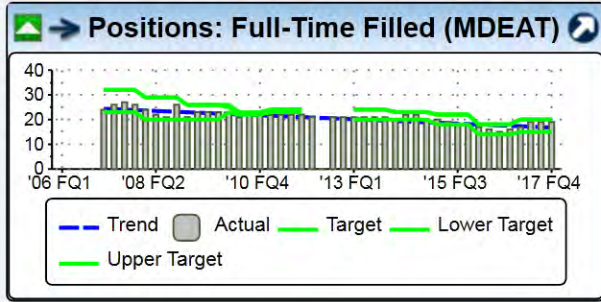 Positions: Full-Time Filled (MDEAT)
40
30
20
10
0
'06 FQ1 '08 FQ2 '10 FQ4 '13 FQ1 '15 FQ3 '17 FQ4
Trend Actual Target Lower Target
Upper Target